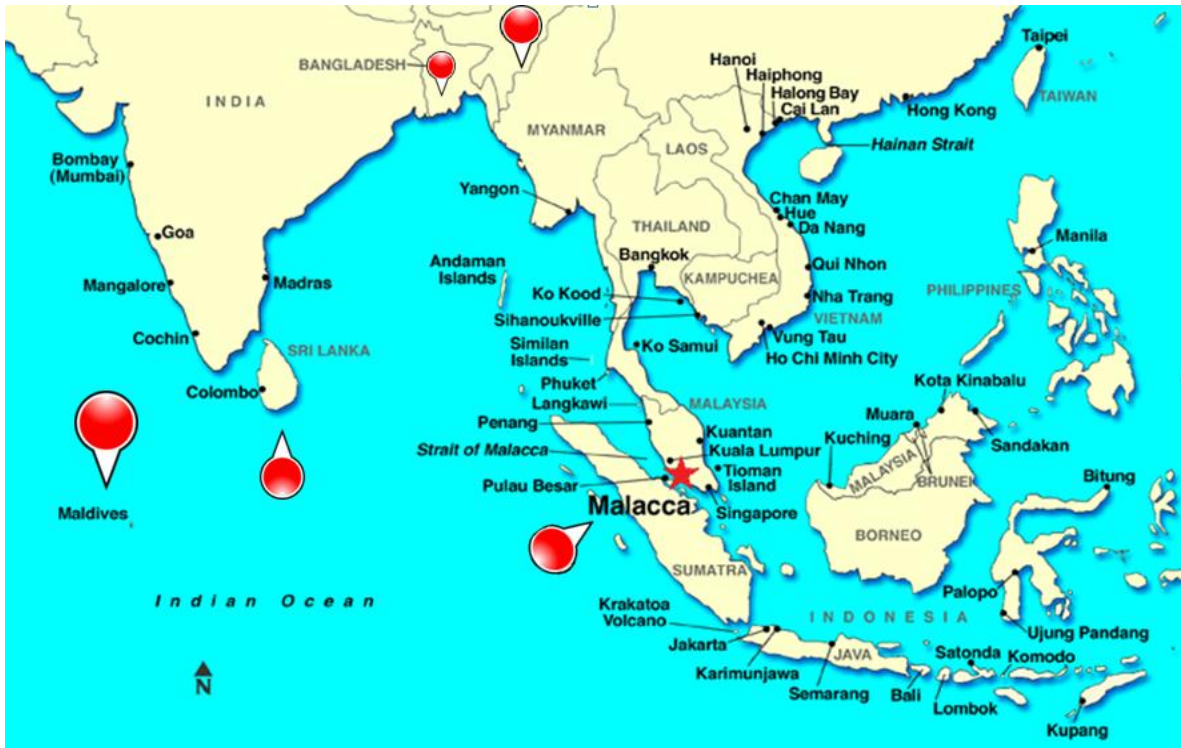 Taipei
TAIWAN
Hanoi
Haiphong
Halong Bay
Cai Lan
Hong Kong
Hainan Strait
BANGLADESH
INDIA
MYANMAR
LAOS
Bombay
(Mumbai)
Yangon
Chan May
Hue
Da Nang
THAILAND
Goa
Manila
Bangkok
Andaman
Islands
KAMPUCHEA
Qui Nhon
Mangalore
Madras
PHILIPPINES
Ko Kood
Nha Trang
Sihanoukville
VIETNAM
Cochin
Vung Tau
Similan
Islands
Ko Samui
Ho Chi Minh City
SRI LANKA
Colombo
Phuket
Langkawi
MALAYSIA
Kota Kinabalu
Penang
Muara
Kuantan
Kuching
Sandakan
Strait of Malacca
Kuala Lumpur
MALAYSIA
Tioman
Island
BRUNEI
Bitung
Pulau Besar
Malacca
Singapore
Maldives
BORNEO
SUMATRA
Palopo
Indian Ocean
Krakatoa
Volcano
INDONESIA
Ujung Pandang
Jakarta
JAVA
Satonda
Komodo
Karimunjawa
Semarang
Bali
Lombok
Kupang
N